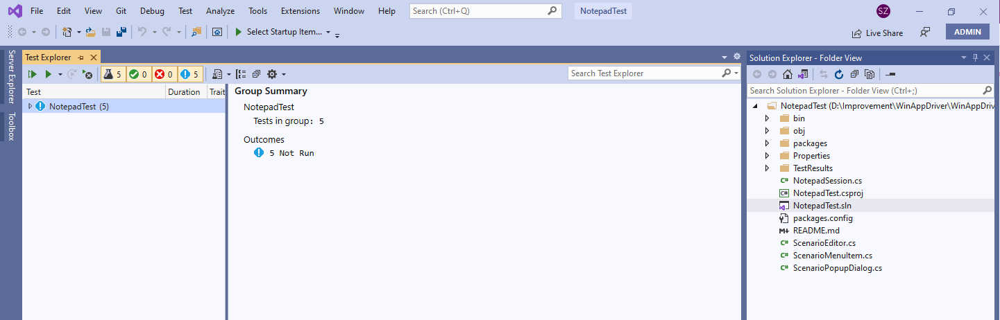 File Edit View Git Debug Test Analyze Tools Extensions Window Help Search (Ctrl+Q) NotepadTest SZ
Select Startup Item... Live Share ADMIN
Server Explorer
Toolbox
Test Explorer
5 0 0 5 Search Test Explorer
Test Duration Trait
NotepadTest (5)
Group Summary
NotepadTest
Tests in group: 5
Outcomes
5 Not Run
Solution Explorer - Folder View
Search Solution Explorer - Folder View (Ctrl+;)
NotepadTest (D:\Improvement\WinAppDriver\WinAppDriv
bin
obj
packages
Properties
TestResults
C# NotepadSession.cs
C# NotepadTest.csproj
NotepadTest.sln
packages.config
M↓ README.md
C# ScenarioEditor.cs
C# ScenarioMenuItem.cs
C# ScenarioPopupDialog.cs